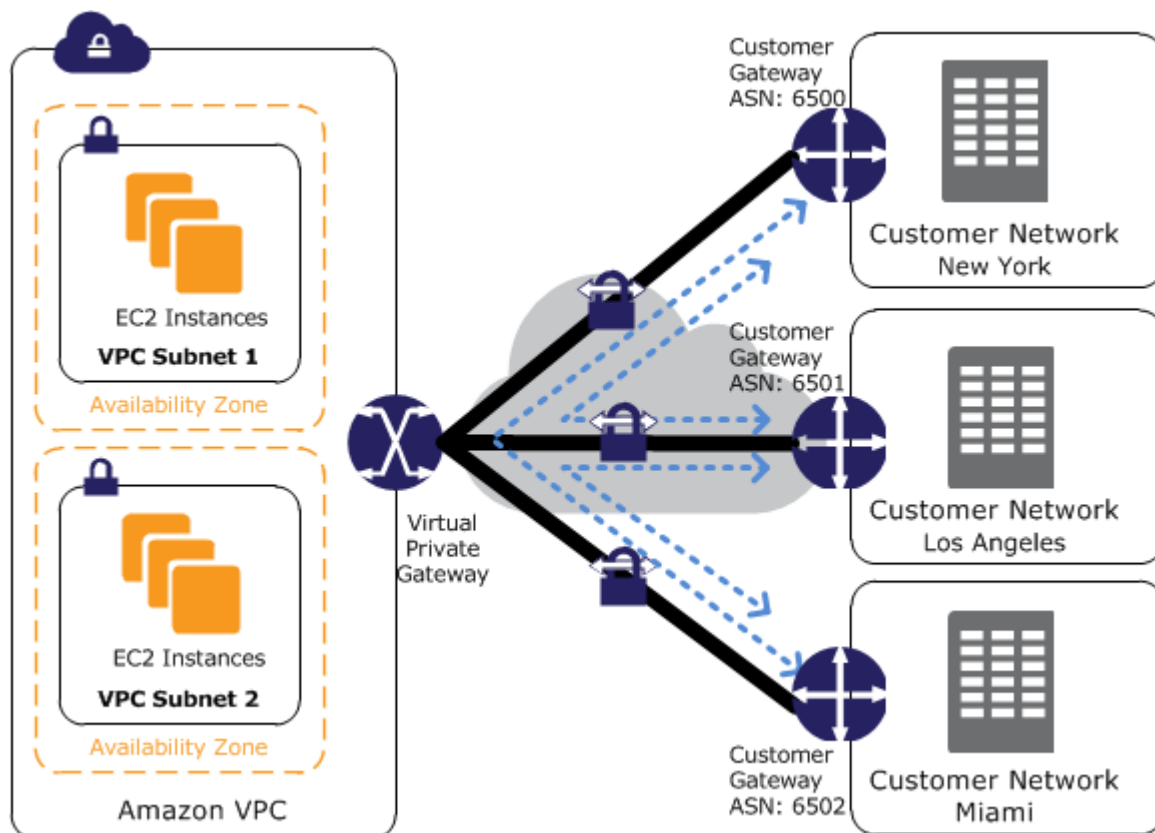 EC2 Instances
VPC Subnet 1
Availability Zone
EC2 Instances
VPC Subnet 2
Availability Zone
Amazon VPC
Virtual
Private
Gateway
Customer
Gateway
ASN: 6500
Customer Network
New York
Customer
Gateway
ASN: 6501
Customer Network
Los Angeles
Customer
Gateway
ASN: 6502
Customer Network
Miami